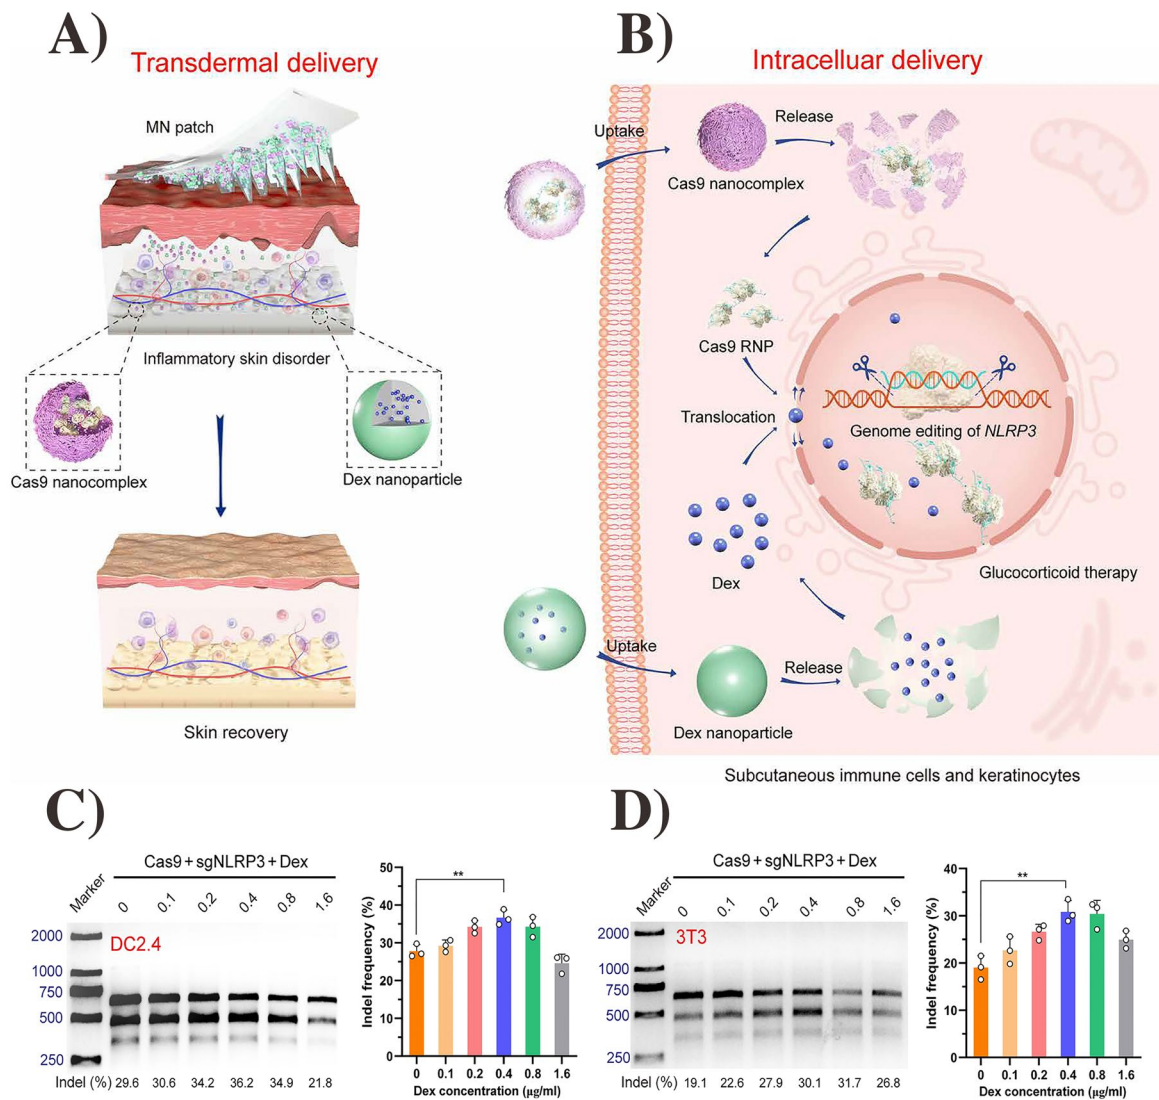 A)
Transdermal delivery
MN patch
Inflammatory skin disorder
Cas9 nanocomplex
Dex nanoparticle
Skin recovery
B)
Intracelluar delivery
Uptake
Release
Cas9 nanocomplex
Cas9 RNP
Translocation
Genome editing of NLRP3
Dex
Glucocorticoid therapy
Uptake
Release
Dex nanoparticle
Subcutaneous immune cells and keratinocytes
C)
Cas9 + sgNLRP3 + Dex
Marker 0 0.1 0.2 0.4 0.8 1.6
DC2.4
2000
1000
750
500
250
Indel (%) 29.6 30.6 34.2 36.2 34.9 21.8
Indel frequency (%)
50
40
30
20
10
0
**
0 0.1 0.2 0.4 0.8 1.6
Dex concentration (μg/ml)
D)
Cas9 + sgNLRP3 + Dex
Marker 0 0.1 0.2 0.4 0.8 1.6
3T3
2000
1000
750
500
250
Indel (%) 19.1 22.6 27.9 30.1 31.7 26.8
Indel frequency (%)
40
30
20
10
0
**
0 0.1 0.2 0.4 0.8 1.6
Dex concentration (μg/ml)